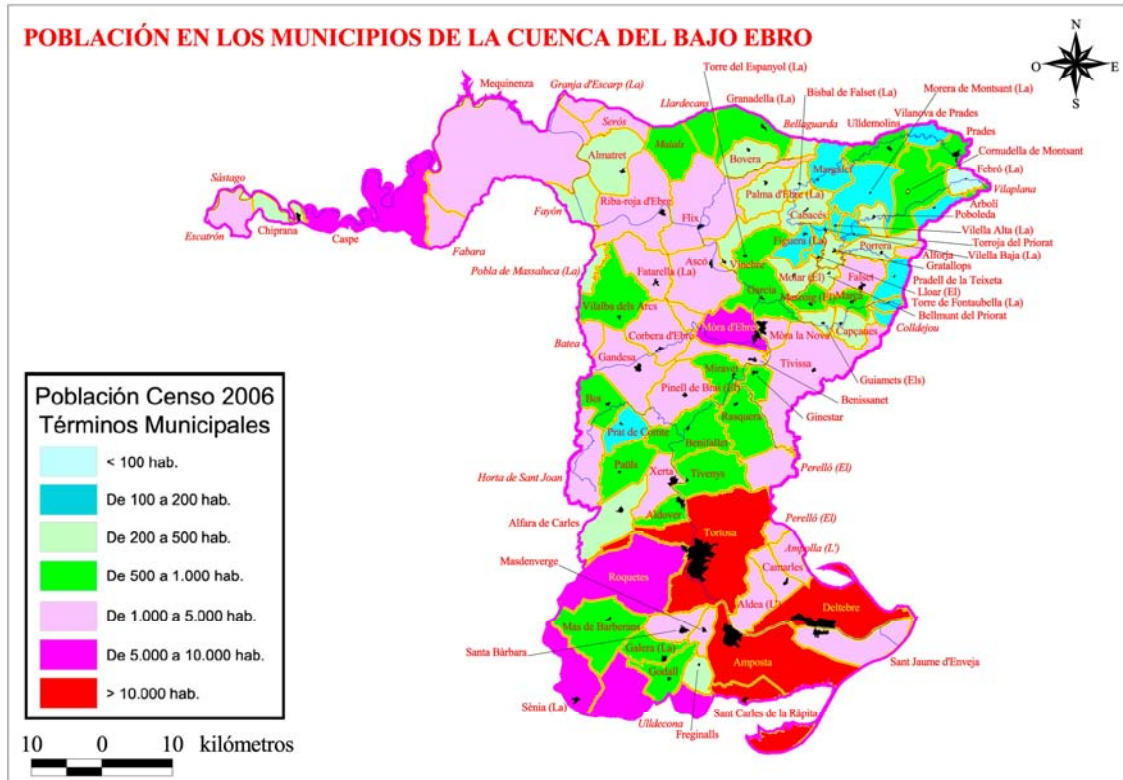 POBLACIÓN EN LOS MUNICIPIOS DE LA CUENCA DEL BAJO EBRO
N
O
E
S
Torre del Espanyol (La)
Mequinenza
Granja d'Escarp (La)
Llardecans
Granadella (La)
Bisbal de Falset (La)
Bellaguarda
Morera de Montsant (La)
Vilanova de Prades
Ulldemolins
Prades
Cornudella de Montsant
Febró (La)
Vilaplana
Arbolí
Poboleda
Vilella Alta (La)
Torroja del Priorat
Vilella Baja (La)
Alforja
Gratallops
Pradell de la Teixeta
Lloar (El)
Torre de Fontaubella (La)
Bellmunt del Priorat
Colldejou
Serós
Maials
Almatret
Bovera
Margalef
Palma d'Ebre (La)
Cabacés
Sástago
Escatrón
Chiprana
Caspe
Fabara
Fayón
Riba-roja d'Ebre
Flix
Figuera (La)
Porrera
Pobla de Massaluca (La)
Fatarella (La)
Ascó
Vinebre
Molar (El)
Falset
Garcia
Masroig (El)
Marçà
Vilalba dels Arcs
Capçanes
Móra d'Ebre
Móra la Nova
Corbera d'Ebre
Batea
Gandesa
Tivissa
Guiamets (Els)
Miravet
Benissanet
Pinell de Brai (El)
Ginestar
Bot
Rasquera
Prat de Comte
Benifallet
Horta de Sant Joan
Paüls
Xerta
Tivenys
Perelló (El)
Alfara de Carles
Aldover
Tortosa
Perelló (El)
Ampolla (L')
Masdenverge
Camarles
Roquetes
Aldea (L')
Deltebre
Mas de Barberans
Santa Bárbara
Galera (La)
Godall
Amposta
Sant Jaume d'Enveja
Sénia (La)
Ulldecona
Freginalls
Sant Carles de la Ràpita
Población Censo 2006
Términos Municipales
< 100 hab.
De 100 a 200 hab.
De 200 a 500 hab.
De 500 a 1.000 hab.
De 1.000 a 5.000 hab.
De 5.000 a 10.000 hab.
> 10.000 hab.
10 0 10 kilómetros